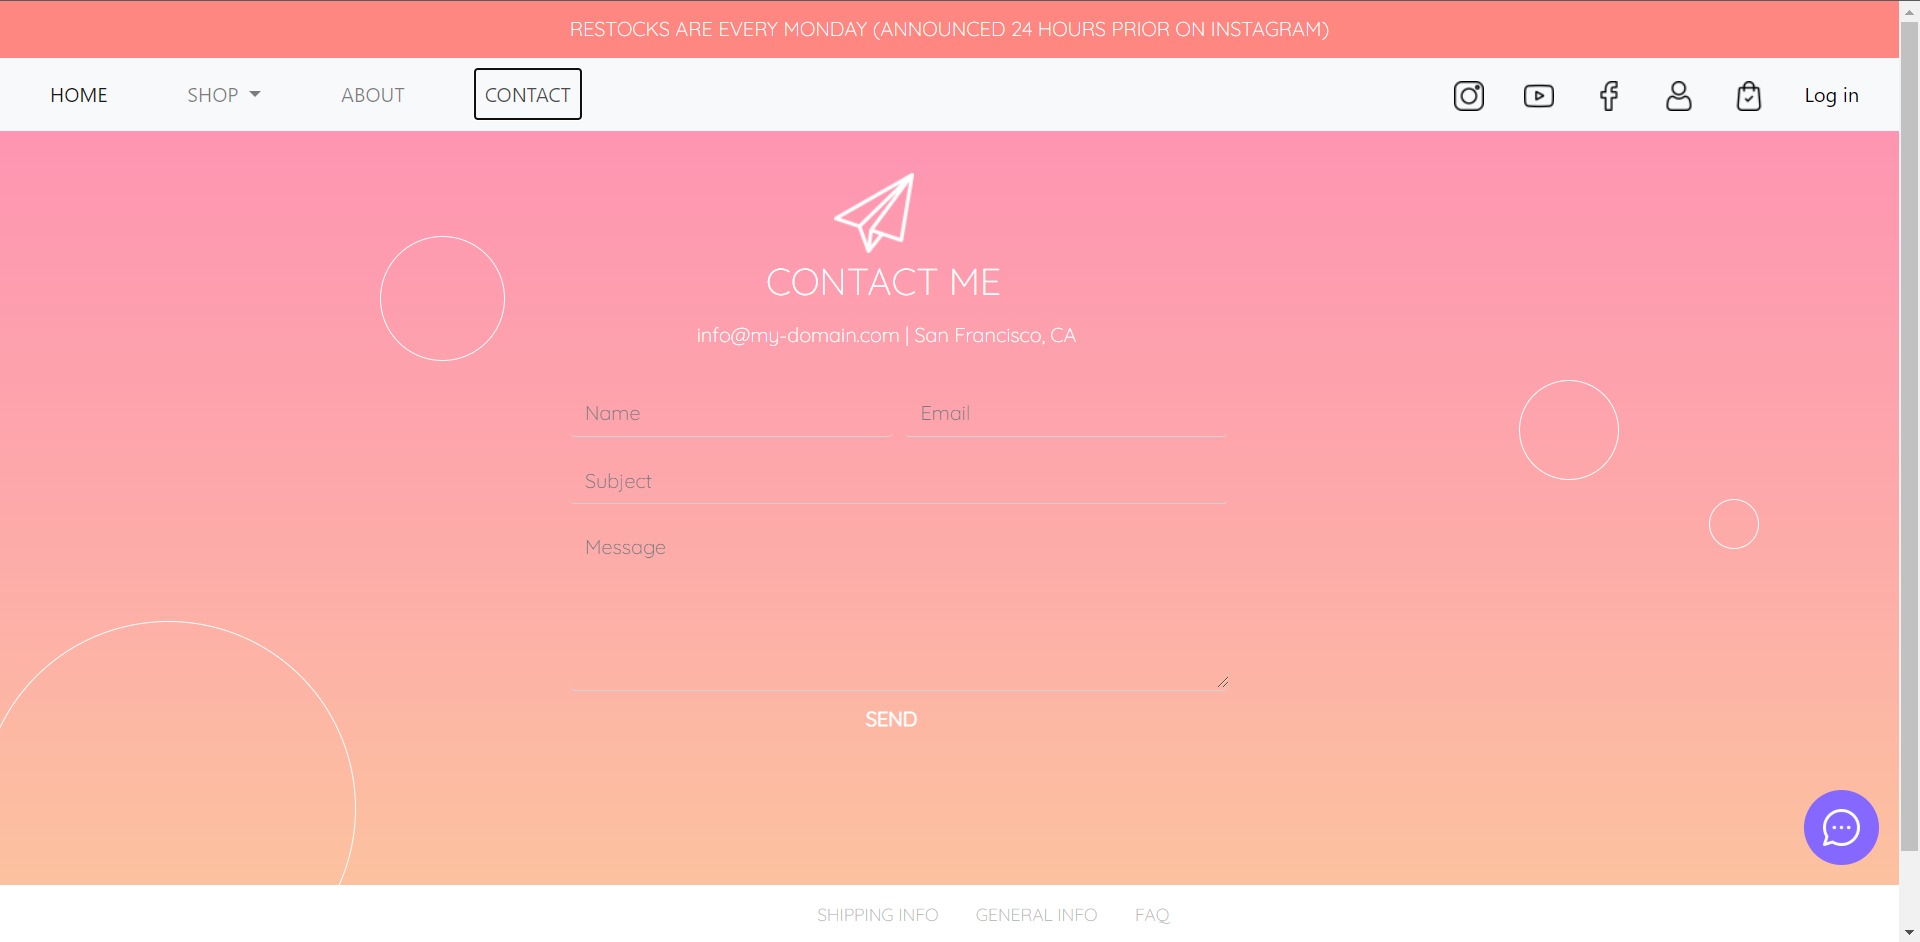 RESTOCKS ARE EVERY MONDAY (ANNOUNCED 24 HOURS PRIOR ON INSTAGRAM)
HOME SHOP ABOUT CONTACT Log in
CONTACT ME
info@my-domain.com | San Francisco, CA
Name Email
Subject
Message
SEND
SHIPPING INFO GENERAL INFO FAQ